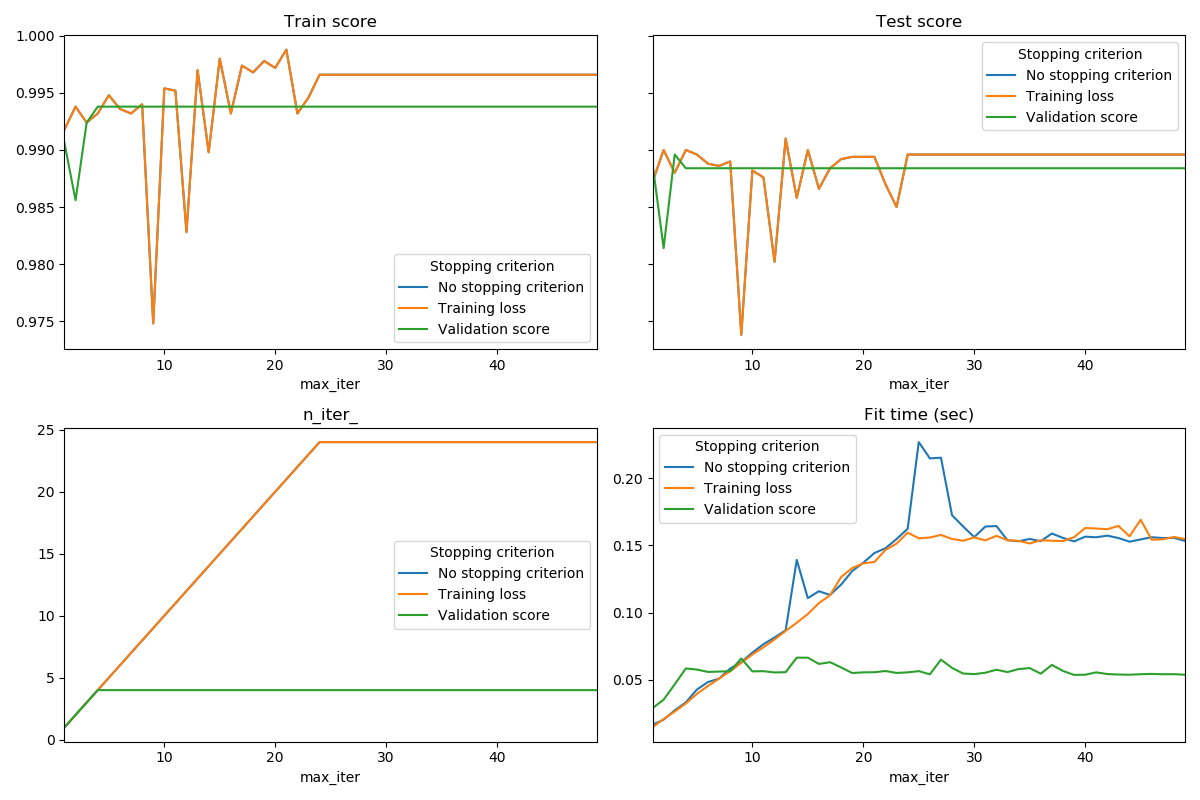 Train score
1.000
0.995
0.990
0.985
0.980
0.975
Stopping criterion
No stopping criterion
Training loss
Validation score
10
20
30
40
max_iter
Test score
Stopping criterion
No stopping criterion
Training loss
Validation score
10
20
30
40
max_iter
n_iter_
25
20
15
10
5
0
Stopping criterion
No stopping criterion
Training loss
Validation score
10
20
30
40
max_iter
Fit time (sec)
Stopping criterion
No stopping criterion
Training loss
Validation score
0.20
0.15
0.10
0.05
10
20
30
40
max_iter